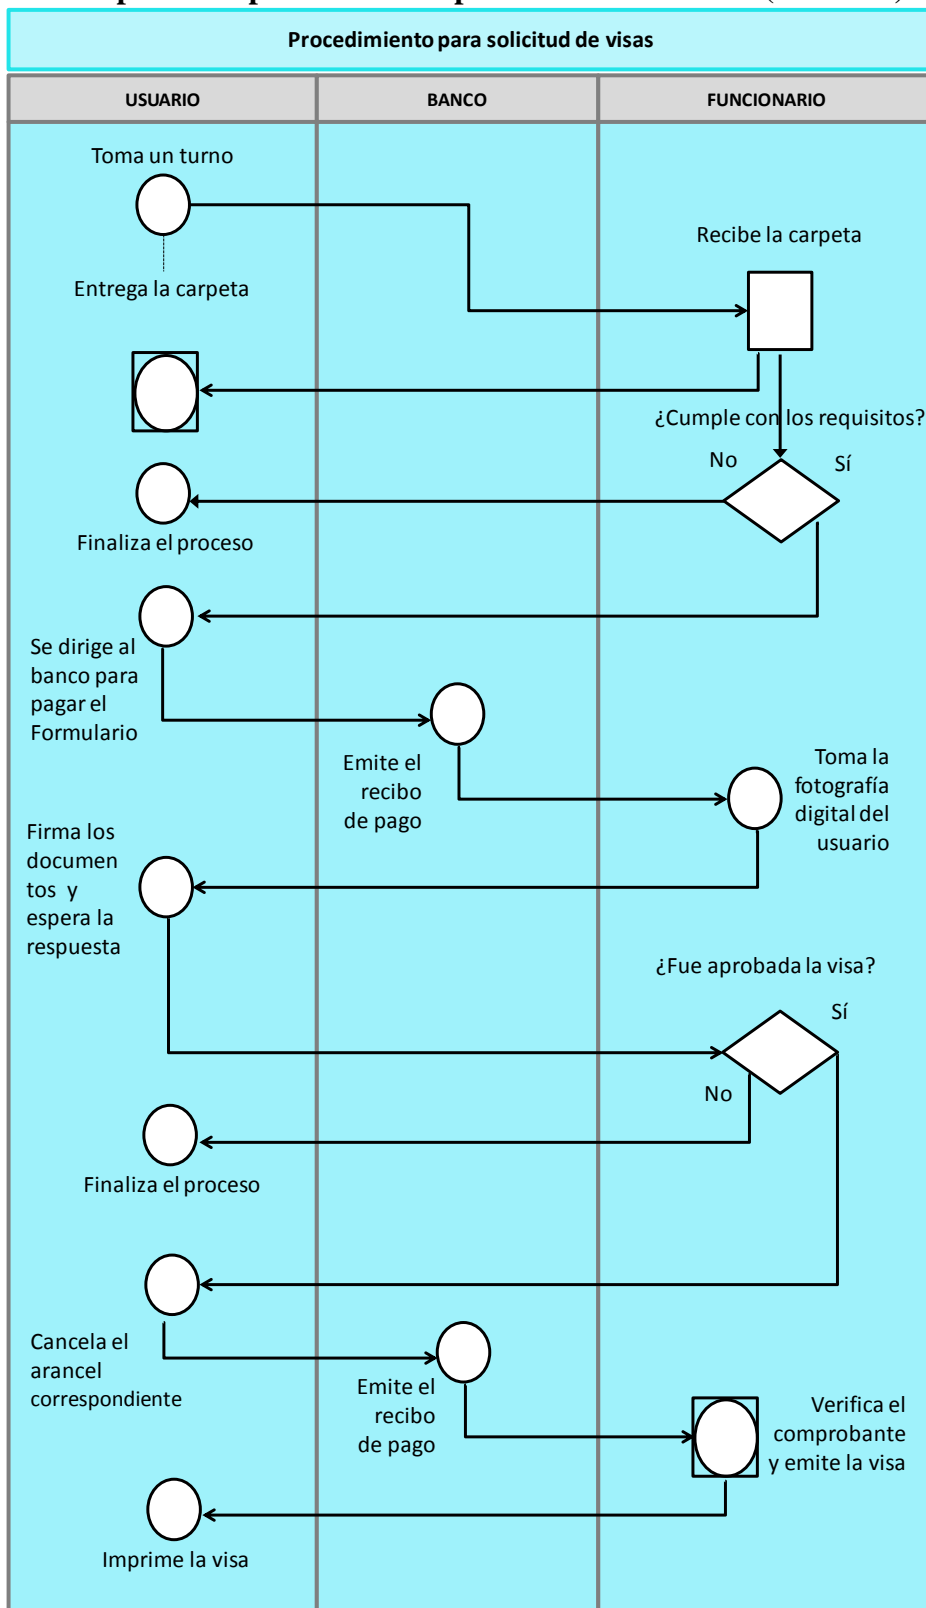 Procedimiento para solicitud de visas
USUARIO
BANCO
FUNCIONARIO
Toma un turno
Recibe la carpeta
Entrega la carpeta
¿Cumple con los requisitos?
No
Sí
Finaliza el proceso
Se dirige al
banco para
pagar el
Formulario
Emite el
recibo
de pago
Toma la
fotografía
digital del
usuario
Firma los
documen
tos y
espera la
respuesta
¿Fue aprobada la visa?
Sí
No
Finaliza el proceso
Cancela el
arancel
correspondiente
Emite el
recibo
de pago
Verifica el
comprobante
y emite la visa
Imprime la visa